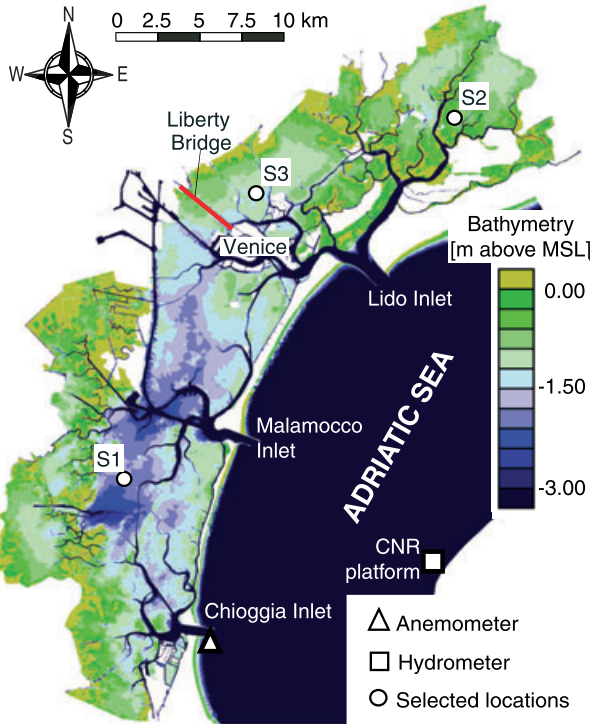 N
0 2.5 5 7.5 10 km
W E
S
S2
Liberty
Bridge
S3
Venice
Bathymetry
[m above MSL]
0.00
Lido Inlet
-1.50
ADRIATIC SEA
Malamocco
Inlet
S1
-3.00
CNR
platform
Chioggia Inlet
Anemometer
Hydrometer
Selected locations